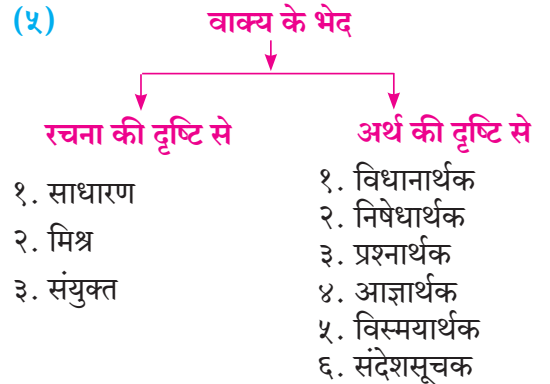 (५) वाक्य के भेद
रचना की दृष्टि से
१. साधारण
२. मिश्र
३. संयुक्त
अर्थ की दृष्टि से
१. विधानार्थक
२. निषेधार्थक
३. प्रश्नार्थक
४. आज्ञार्थक
५. विस्मयार्थक
६. संदेशसूचक